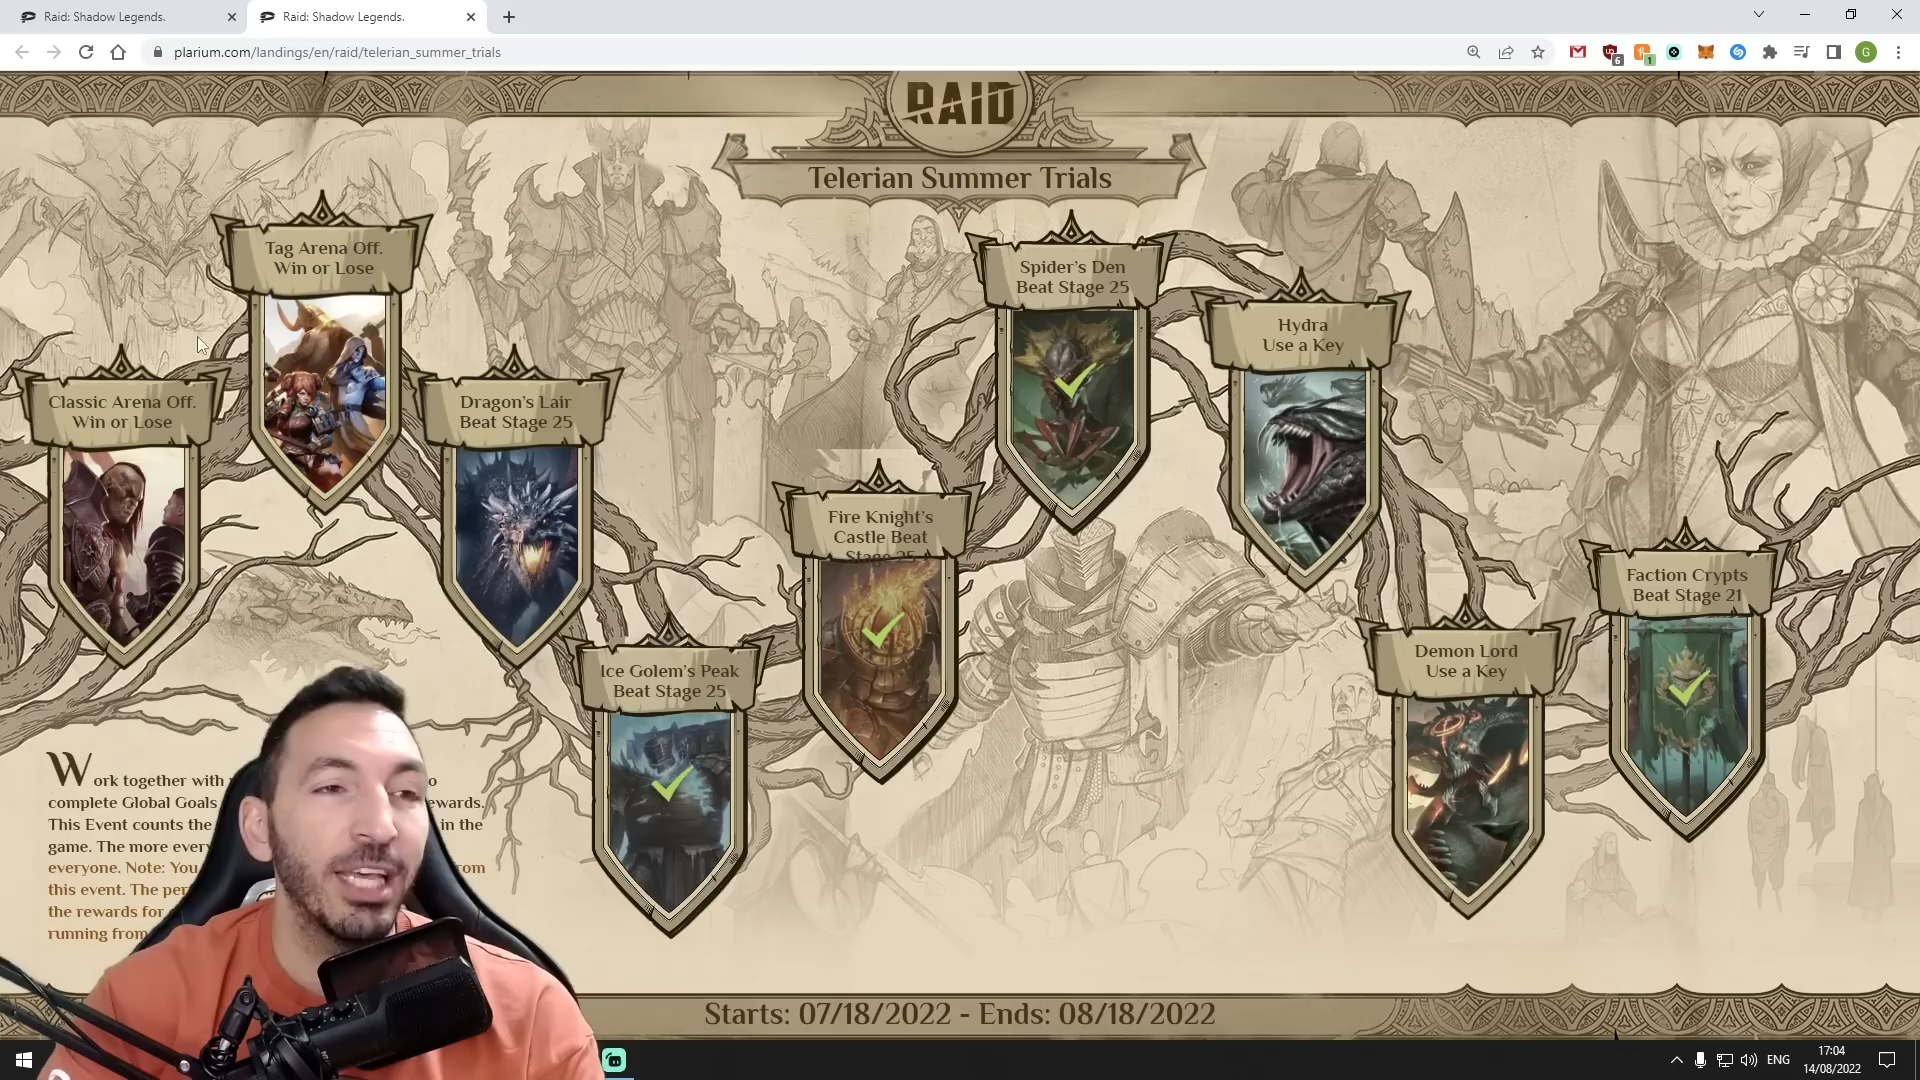 Raid: Shadow Legends.
Raid: Shadow Legends.
plarium.com/landings/en/raid/telerian_summer_trials
6
1
G
RAID
Telerian Summer Trials
Tag Arena Off.
Win or Lose
Spider's Den
Beat Stage 25
Hydra
Use a Key
Classic Arena Off.
Win or Lose
Dragon's Lair
Beat Stage 25
Fire Knight's
Castle Beat
Stage 25
Faction Crypts
Beat Stage 21
Ice Golem's Peak
Beat Stage 25
Demon Lord
Use a Key
Work together with
complete Global Goals ewards.
This Event counts the in the
game. The more
everyone. Note: You
this event. The
the rewards for
running from
Starts: 07/18/2022 - Ends: 08/18/2022
ENG
17:04
14/08/2022